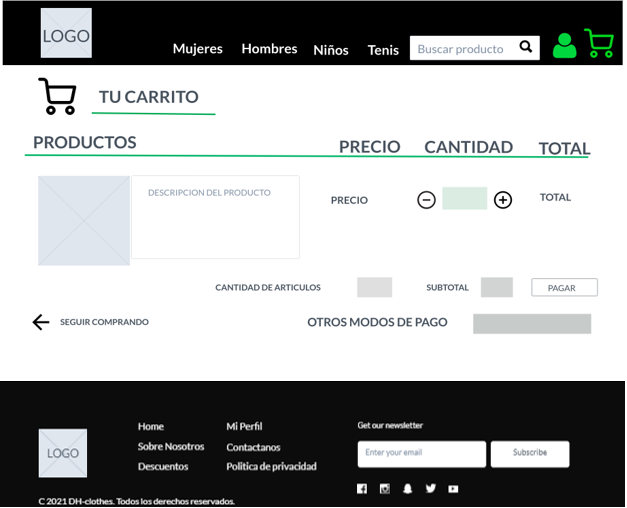 LOGO
Mujeres Hombres Niños Tenis Buscar producto
TU CARRITO
PRODUCTOS PRECIO CANTIDAD TOTAL
DESCRIPCION DEL PRODUCTO
PRECIO TOTAL
CANTIDAD DE ARTICULOS SUBTOTAL PAGAR
SEGUIR COMPRANDO OTROS MODOS DE PAGO
Home Mi Perfil Get our newsletter
LOGO Sobre Nosotros Contactanos Enter your email Subscribe
Descuentos Politica de privacidad
C 2021 DH-clothes. Todos los derechos reservados.